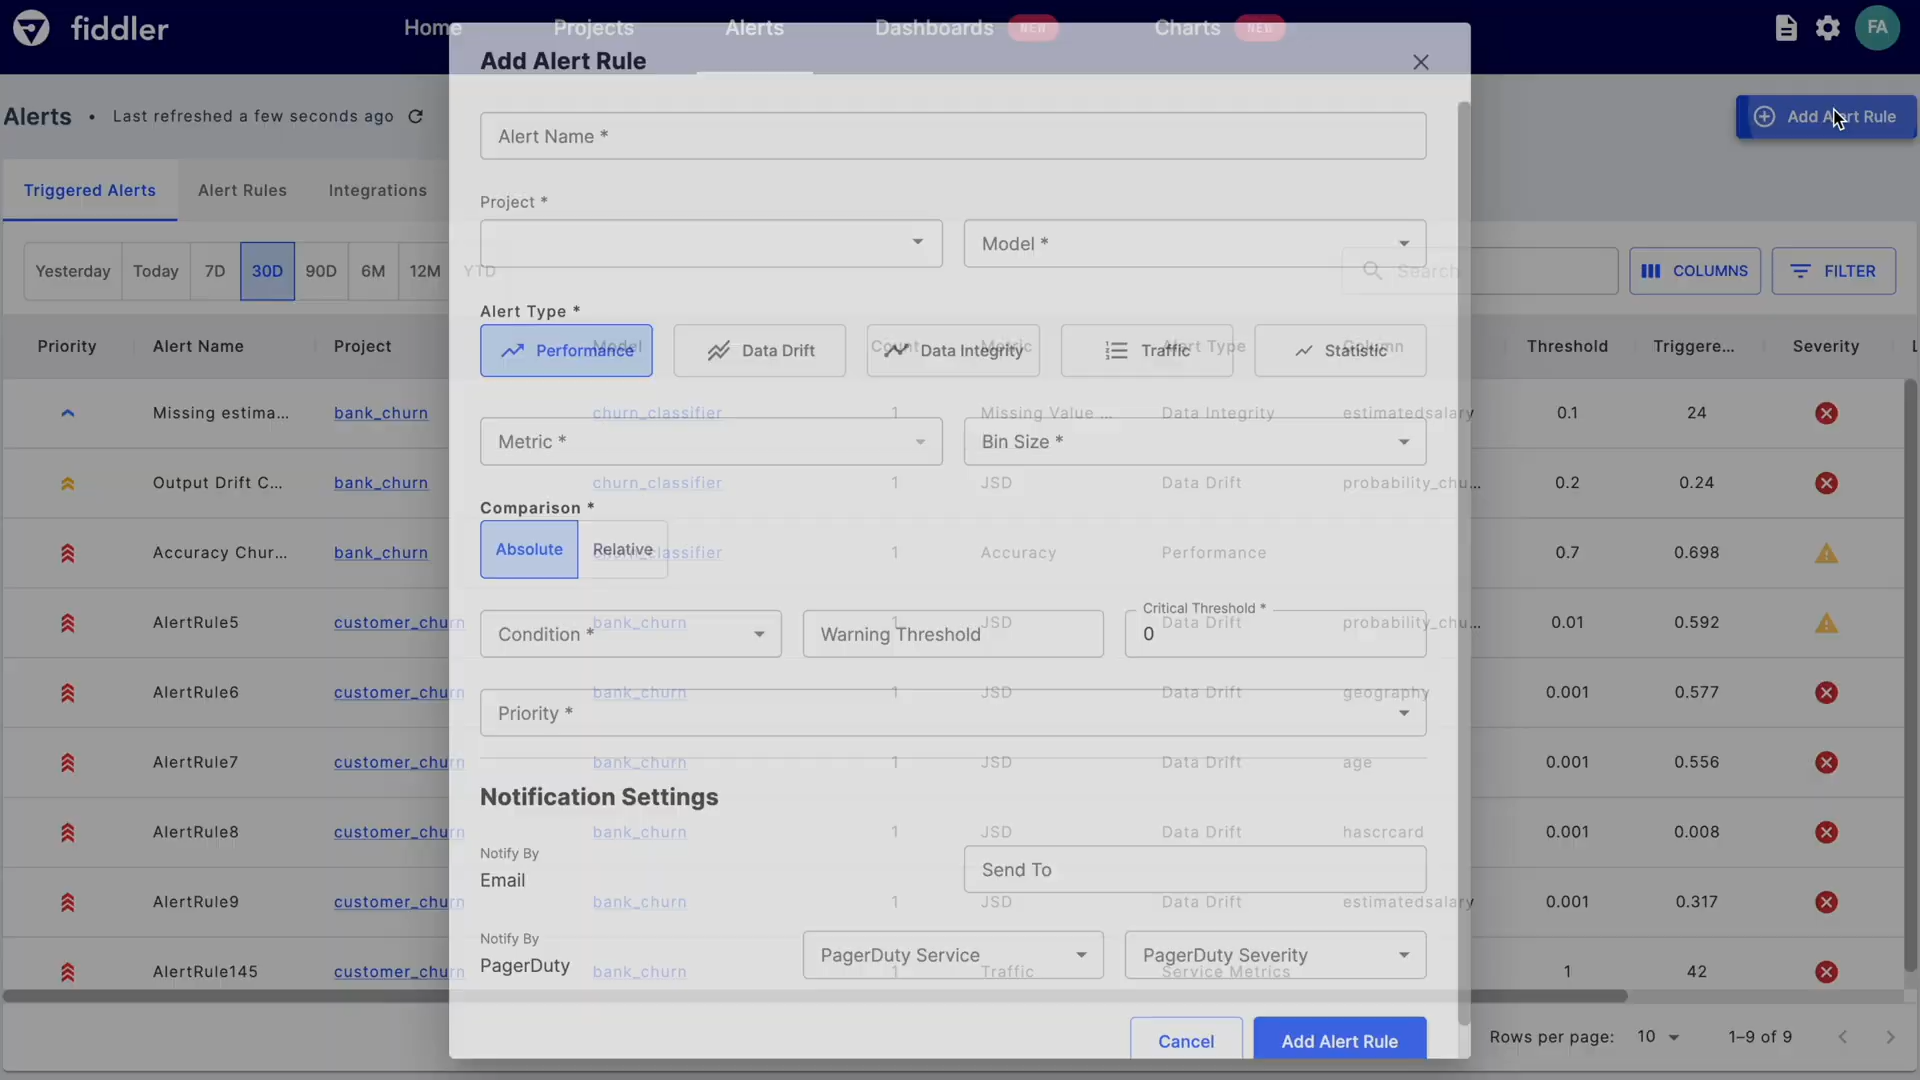 fiddler
Home Projects Alerts Dashboards NEW Charts NEW FA
Add Alert Rule
Alerts • Last refreshed a few seconds ago
Add Alert Rule
Alert Name *
Triggered Alerts Alert Rules Integrations
Project *
Model *
Yesterday Today 7D 30D 90D 6M 12M YTD
Search COLUMNS FILTER
Alert Type *
Performance Data Drift Data Integrity Traffic Statistic
Priority Alert Name Project Model Count Metric Alert Type Column Threshold Triggere... Severity
Missing estima... bank_churn churn_classifier 1 Missing Value ... Data Integrity estimatedsalary 0.1 24
Metric * Bin Size *
Output Drift C... bank_churn churn_classifier 1 JSD Data Drift probability_chu... 0.2 0.24
Comparison *
Absolute Relative
Accuracy Chur... bank_churn churn_classifier 1 Accuracy Performance 0.7 0.698
Critical Threshold *
Condition * Warning Threshold 0
AlertRule5 customer_churn bank_churn 1 JSD Data Drift probability_chu... 0.01 0.592
AlertRule6 customer_churn bank_churn 1 JSD Data Drift geography 0.001 0.577
Priority *
AlertRule7 customer_churn bank_churn 1 JSD Data Drift age 0.001 0.556
Notification Settings
AlertRule8 customer_churn bank_churn 1 JSD Data Drift hascrcard 0.001 0.008
Notify By
Email
Send To
AlertRule9 customer_churn bank_churn 1 JSD Data Drift estimatedsalary 0.001 0.317
Notify By
PagerDuty
PagerDuty Service PagerDuty Severity
AlertRule145 customer_churn bank_churn 1 Traffic Service Metrics 1 42
Cancel Add Alert Rule
Rows per page: 10 1–9 of 9